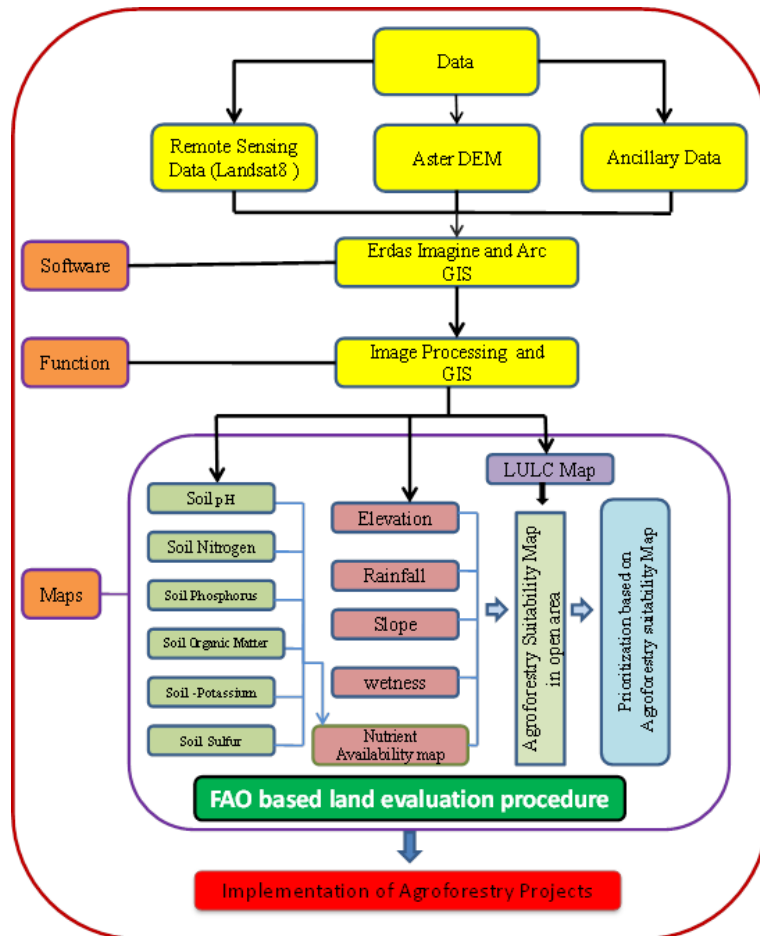 Data
Remote Sensing
Data (Landsat8 )
Aster DEM
Ancillary Data
Software
Erdas Imagine and Arc
GIS
Function
Image Processing and
GIS
LULC Map
Maps
Soil pH
Soil Nitrogen
Soil Phosphorus
Soil Organic Matter
Soil -Potassium
Soil Sulfur
Elevation
Rainfall
Slope
wetness
Nutrient
Availability map
Agroforestry Suitability Map
in open area
Prioritization based on
Agroforestry suitability Map
FAO based land evaluation procedure
Implementation of Agroforestry Projects